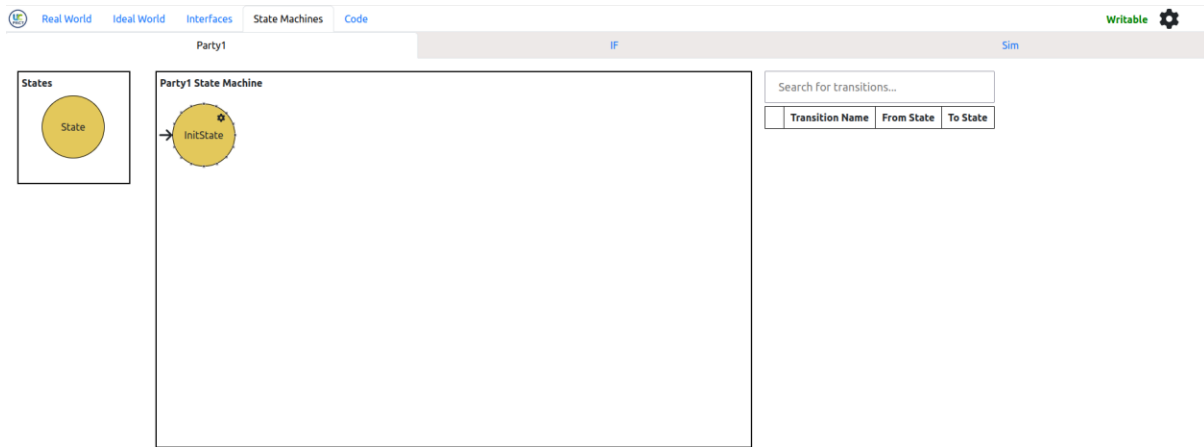 Real World Ideal World Interfaces State Machines Code Writable
Party1 IF Sim
States
State
Party1 State Machine
InitState
Search for transitions...
Transition Name From State To State